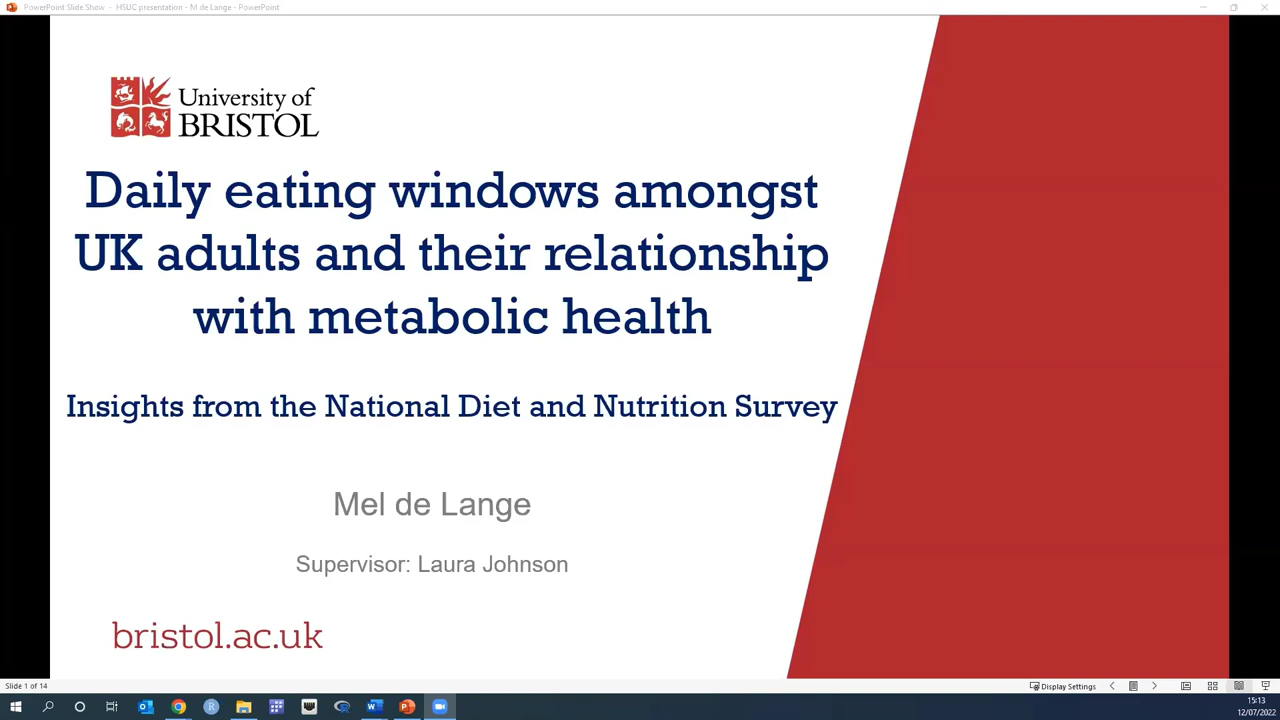 PowerPoint Slide Show - HSUC presentation - M de Lange - PowerPoint
University of
BRISTOL
Daily eating windows amongst
UK adults and their relationship
with metabolic health
Insights from the National Diet and Nutrition Survey
Mel de Lange
Supervisor: Laura Johnson
bristol.ac.uk
Slide 1 of 14
Display Settings
15:13
12/07/2022